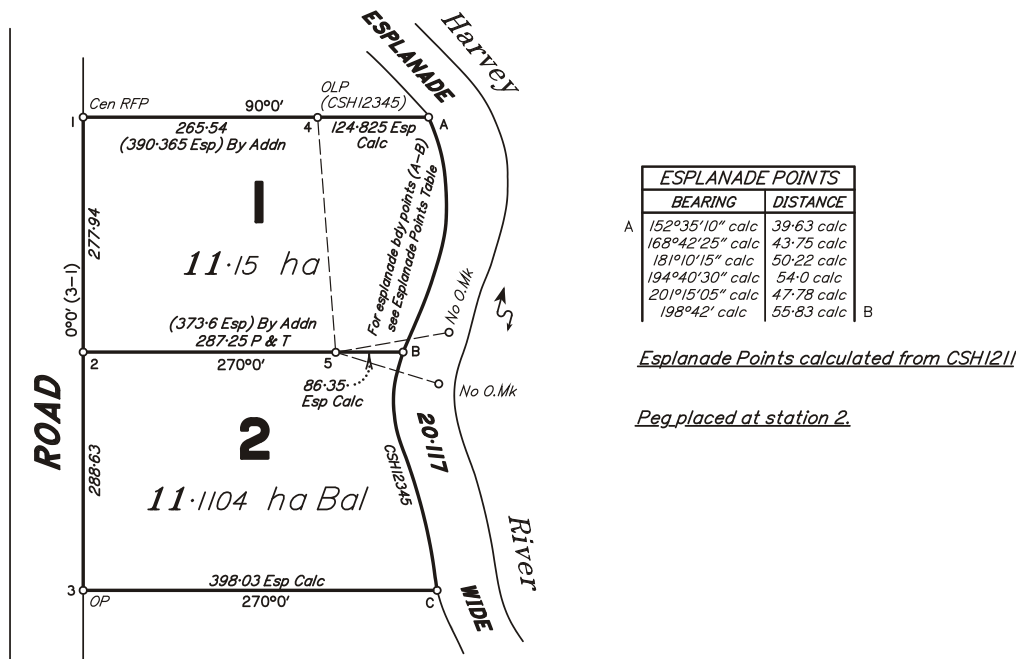 Harvey
ESPLANADE
OLP
(CSH12345)
Cen RFP
90°0'
1
4
A
265·54
124·825 Esp
(390·365 Esp) By Addn
Calc
For esplanade bdy points (A-B)
see Esplanade Points Table
1
277·94
11·15 ha
0°0' (3-1)
No O.Mk
(373·6 Esp) By Addn
287·25 P & T
B
2
270°0'
5
A
86·35
Esp Calc
No O.Mk
ROAD
2
20·117
288·63
CSH12345
11·1104 ha Bal
River
398·03 Esp Calc
3
OP
270°0'
C
WIDE
ESPLANADE POINTS
BEARING DISTANCE
A 152°35'10" calc 39·63 calc
168°42'25" calc 43·75 calc
181°10'15" calc 50·22 calc
194°40'30" calc 54·0 calc
201°15'05" calc 47·78 calc
198°42' calc 55·83 calc B
Esplanade Points calculated from CSH1211
Peg placed at station 2.